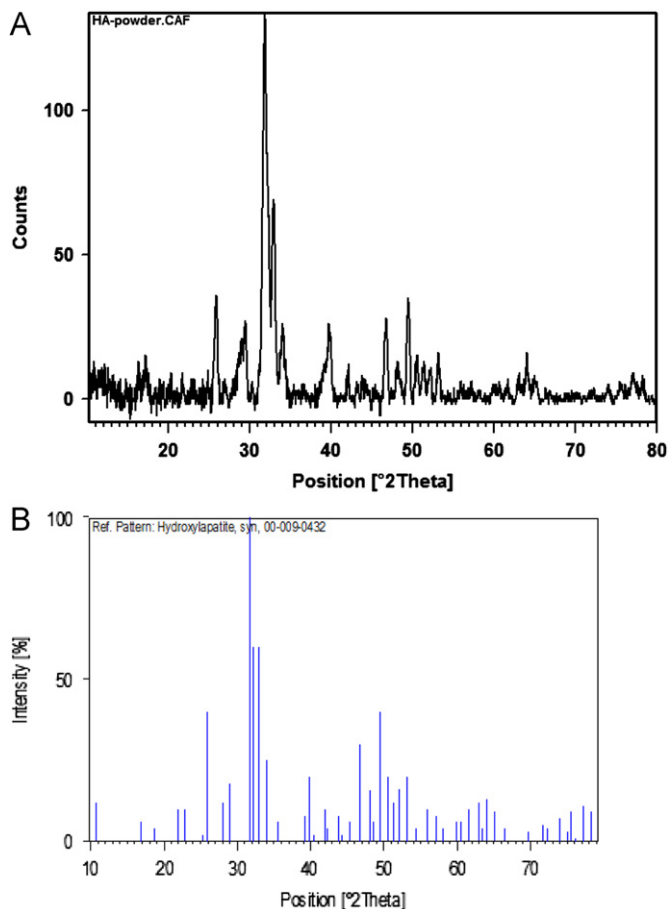 A
HA-powder.CAF
100
50
0
Counts
20 30 40 50 60 70 80
Position [°2Theta]
B
Ref. Pattern: Hydroxylapatite, syn, 00-009-0432
100
50
0
Intensity [%]
10 20 30 40 50 60 70
Position [°2Theta]